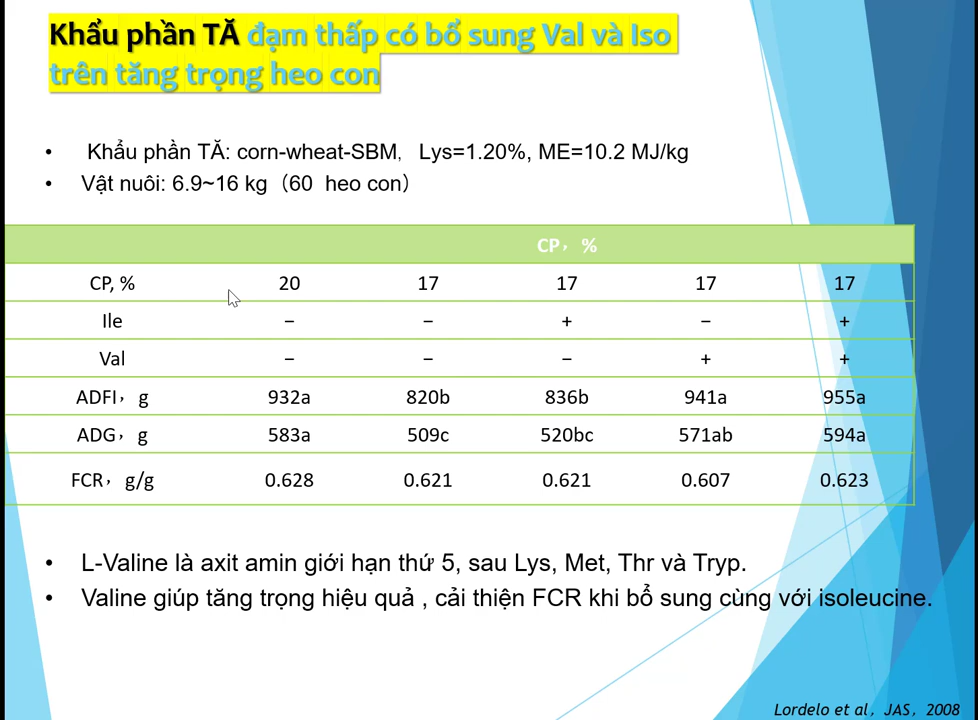 Khẩu phần TĂ đạm thấp có bổ sung Val và Iso
trên tăng trọng heo con
• Khẩu phần TĂ: corn-wheat-SBM, Lys=1.20%, ME=10.2 MJ/kg
• Vật nuôi: 6.9~16 kg（60 heo con）
CP，%
CP, % 20 17 17 17 17
Ile − − + − +
Val − − − + +
ADFI，g 932a 820b 836b 941a 955a
ADG，g 583a 509c 520bc 571ab 594a
FCR，g/g 0.628 0.621 0.621 0.607 0.623
• L-Valine là axit amin giới hạn thứ 5, sau Lys, Met, Thr và Tryp.
• Valine giúp tăng trọng hiệu quả , cải thiện FCR khi bổ sung cùng với isoleucine.
Lordelo et al，JAS，2008